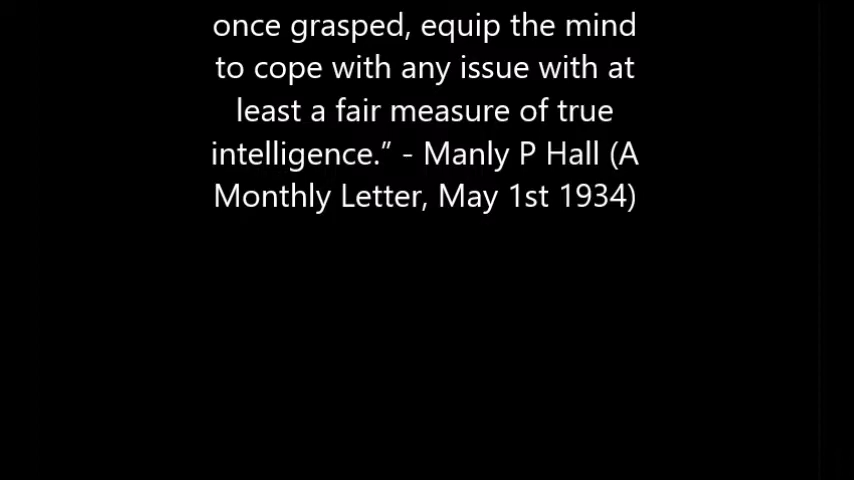 once grasped, equip the mind
to cope with any issue with at
least a fair measure of true
intelligence.” - Manly P Hall (A
Monthly Letter, May 1st 1934)